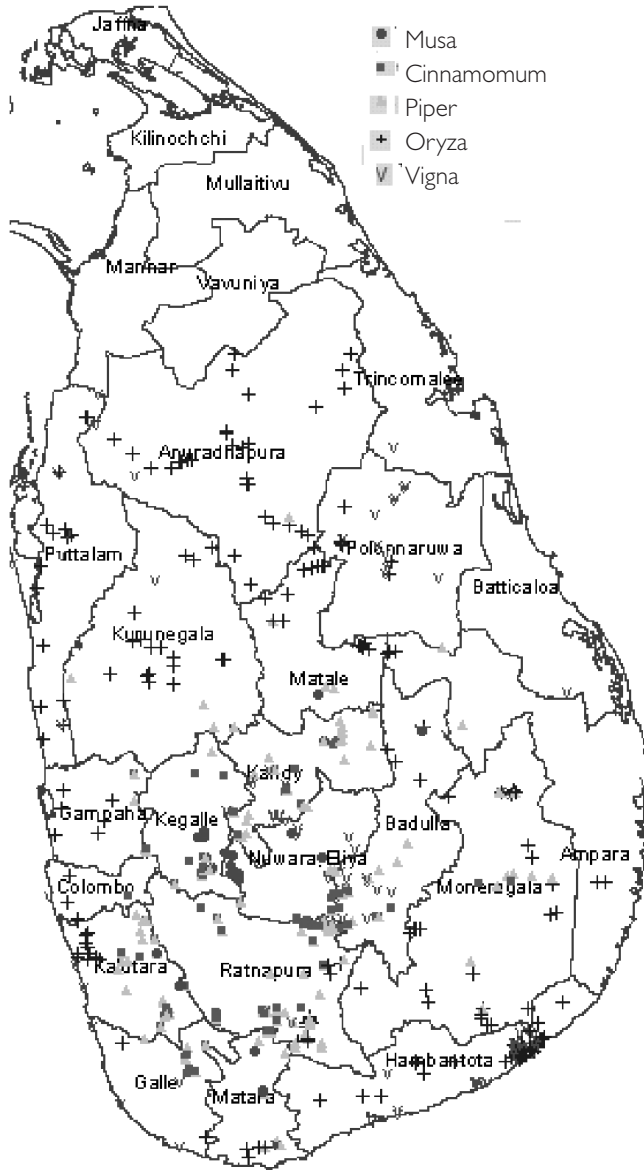 Jaffna
Musa
Cinnamomum
Piper
Oryza
Vigna
Kilinochchi
Mullaitivu
Mannar
Vavuniya
Trincomalee
Anuradhapura
Puttalam
Polonnaruwa
Batticaloa
Kurunegala
Matale
Kandy
Gampaha
Kegalle
Badulla
Nuwara Eliya
Ampara
Colombo
Moneragala
Kalutara
Ratnapura
Hambantota
Galle
Matara